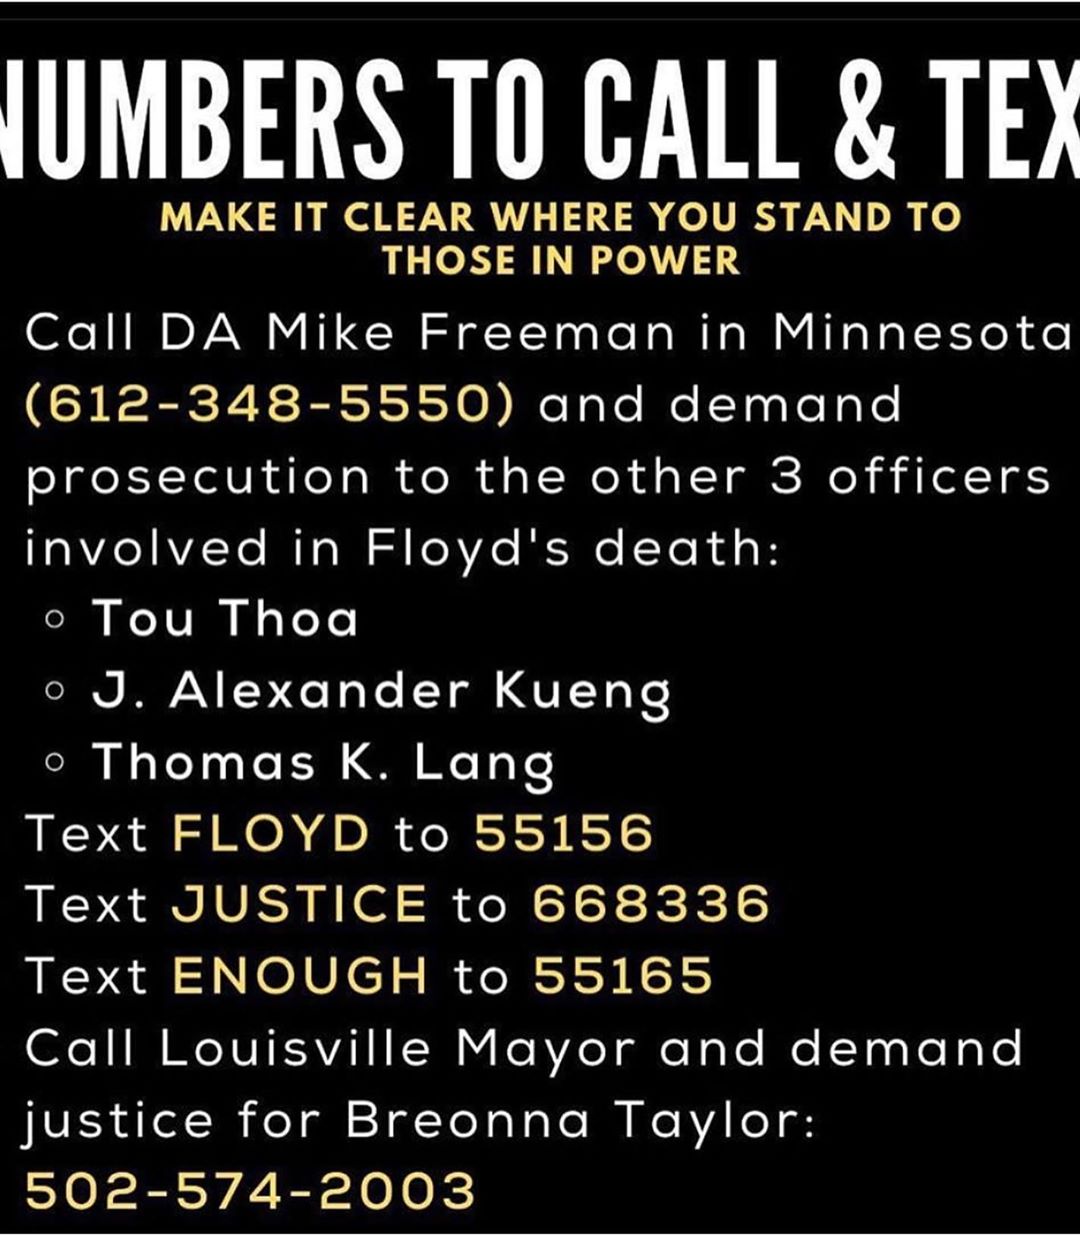 NUMBERS TO CALL & TEX
MAKE IT CLEAR WHERE YOU STAND TO
THOSE IN POWER
Call DA Mike Freeman in Minnesota
(612-348-5550) and demand
prosecution to the other 3 officers
involved in Floyd's death:
◦ Tou Thoa
◦ J. Alexander Kueng
◦ Thomas K. Lang
Text FLOYD to 55156
Text JUSTICE to 668336
Text ENOUGH to 55165
Call Louisville Mayor and demand
justice for Breonna Taylor:
502-574-2003